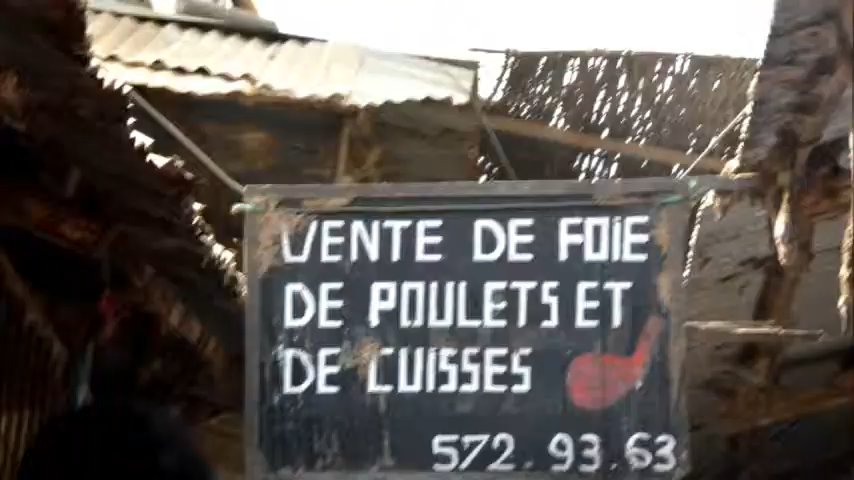 VENTE DE FOIE
DE POULETS ET
DE CUISSES
572.93.63